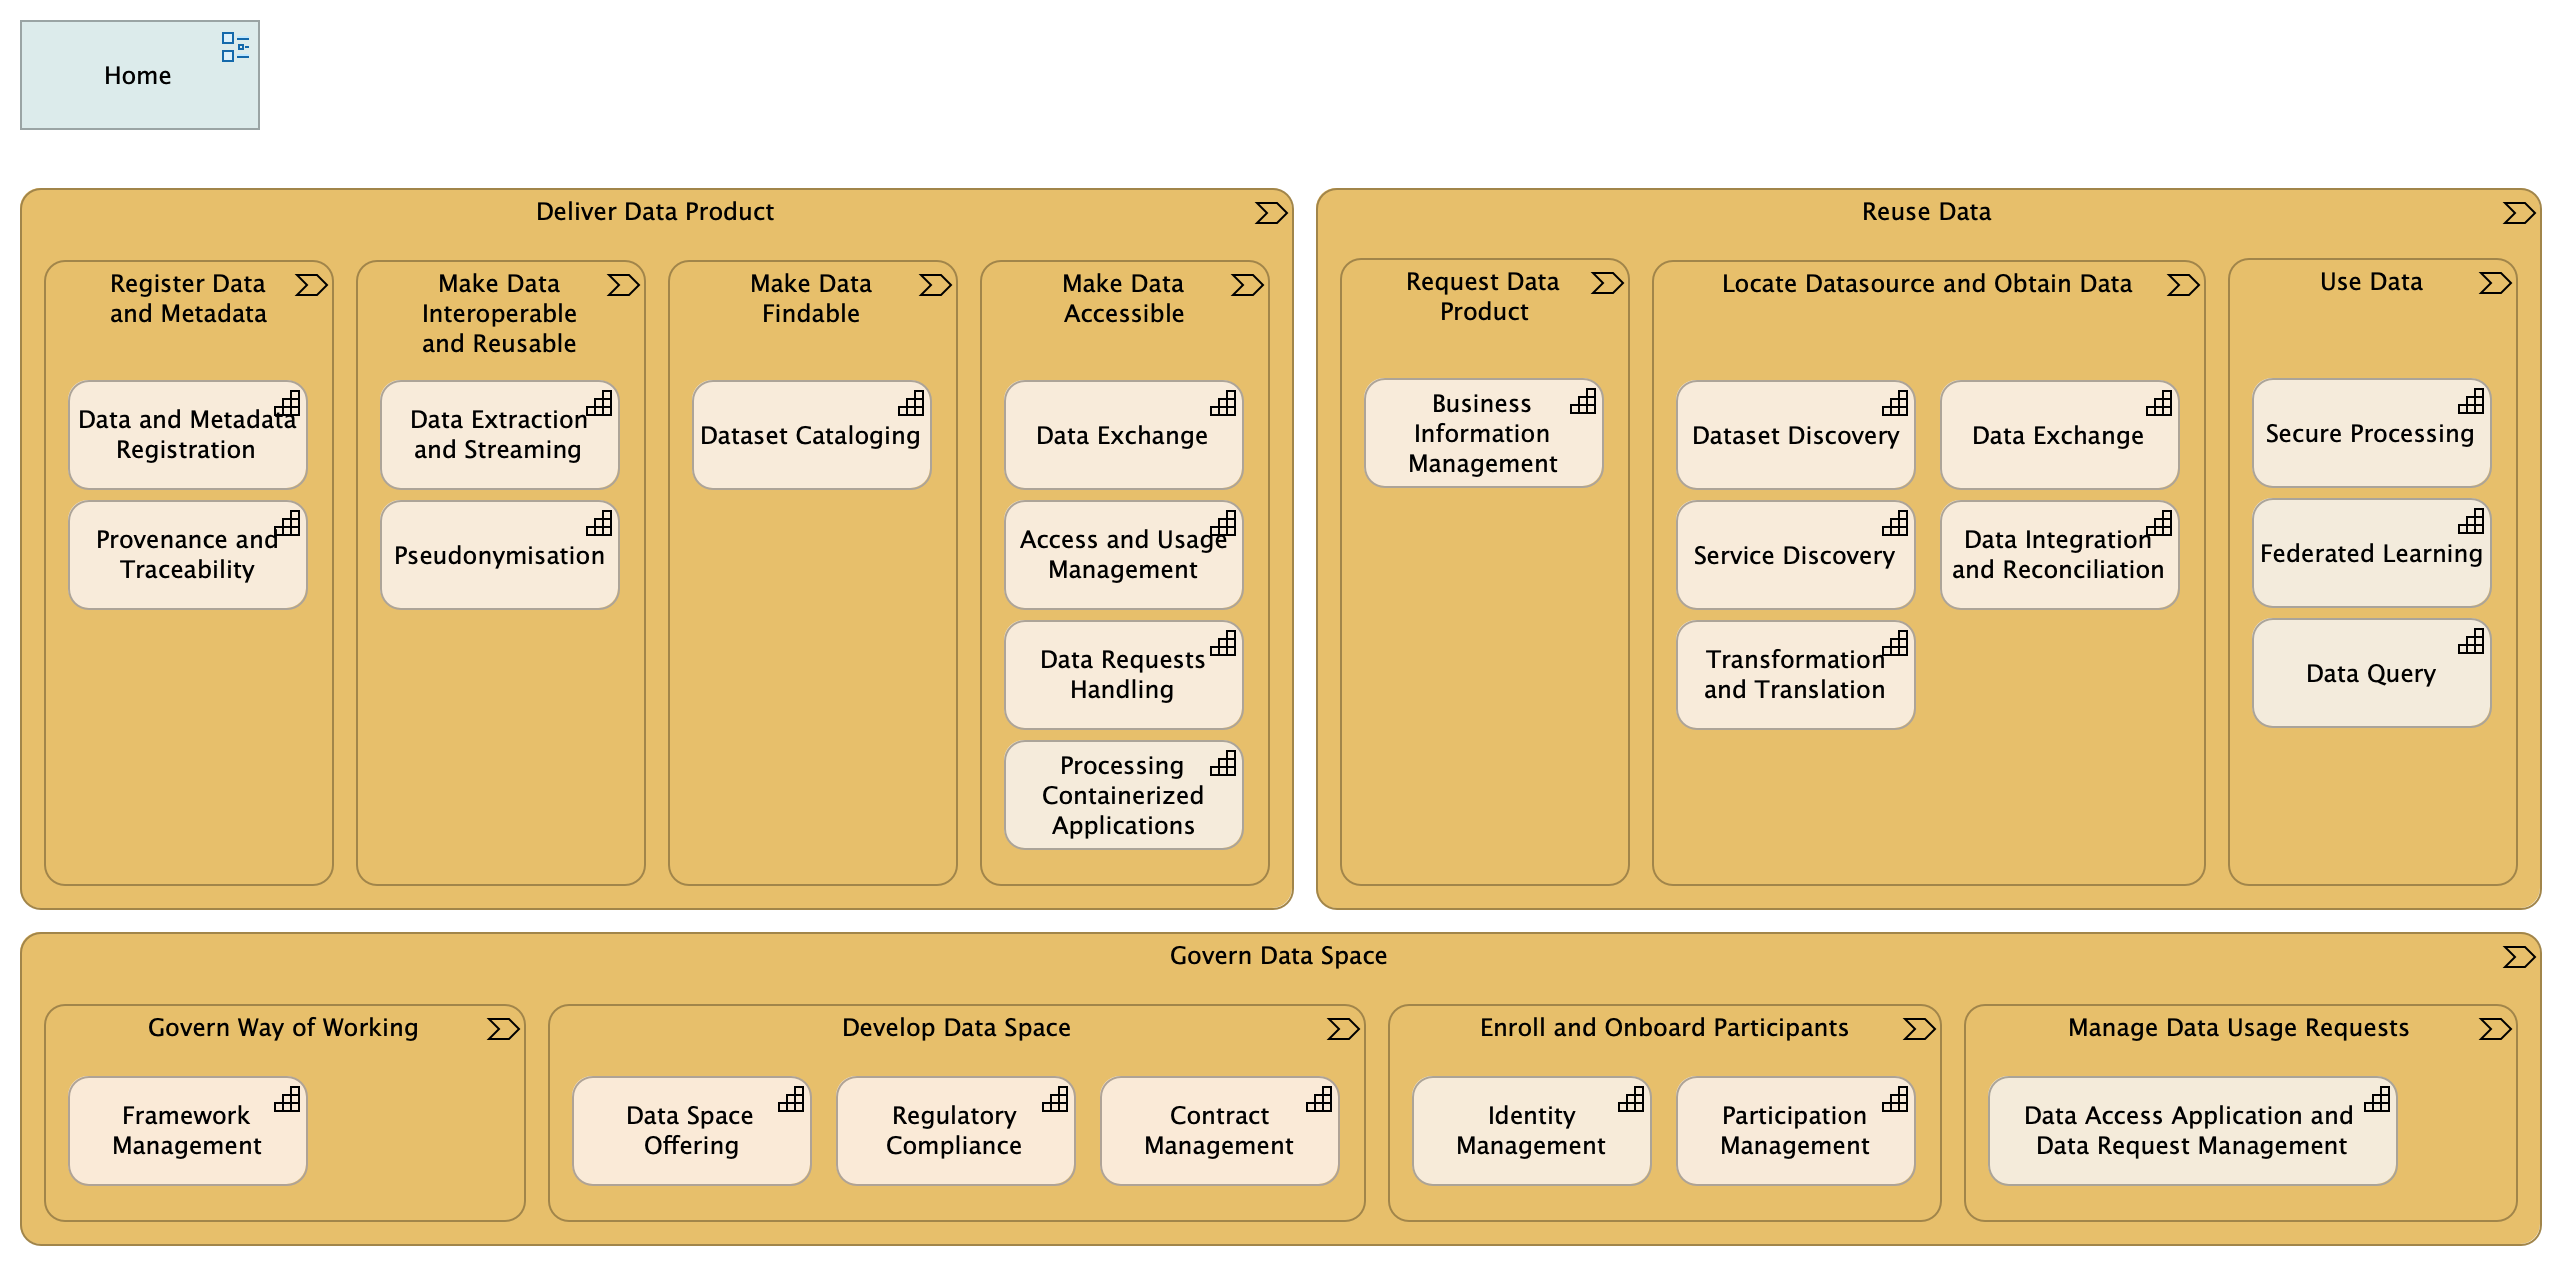 Home
Deliver Data Product
Register Data
and Metadata
Data and Metadata
Registration
Provenance and
Traceability
Make Data
Interoperable
and Reusable
Data Extraction
and Streaming
Pseudonymisation
Make Data
Findable
Dataset Cataloging
Make Data
Accessible
Data Exchange
Access and Usage
Management
Data Requests
Handling
Processing
Containerized
Applications
Reuse Data
Request Data
Product
Business
Information
Management
Locate Datasource and Obtain Data
Dataset Discovery
Data Exchange
Service Discovery
Data Integration
and Reconciliation
Transformation
and Translation
Use Data
Secure Processing
Federated Learning
Data Query
Govern Data Space
Govern Way of Working
Framework
Management
Develop Data Space
Data Space
Offering
Regulatory
Compliance
Contract
Management
Enroll and Onboard Participants
Identity
Management
Participation
Management
Manage Data Usage Requests
Data Access Application and
Data Request Management